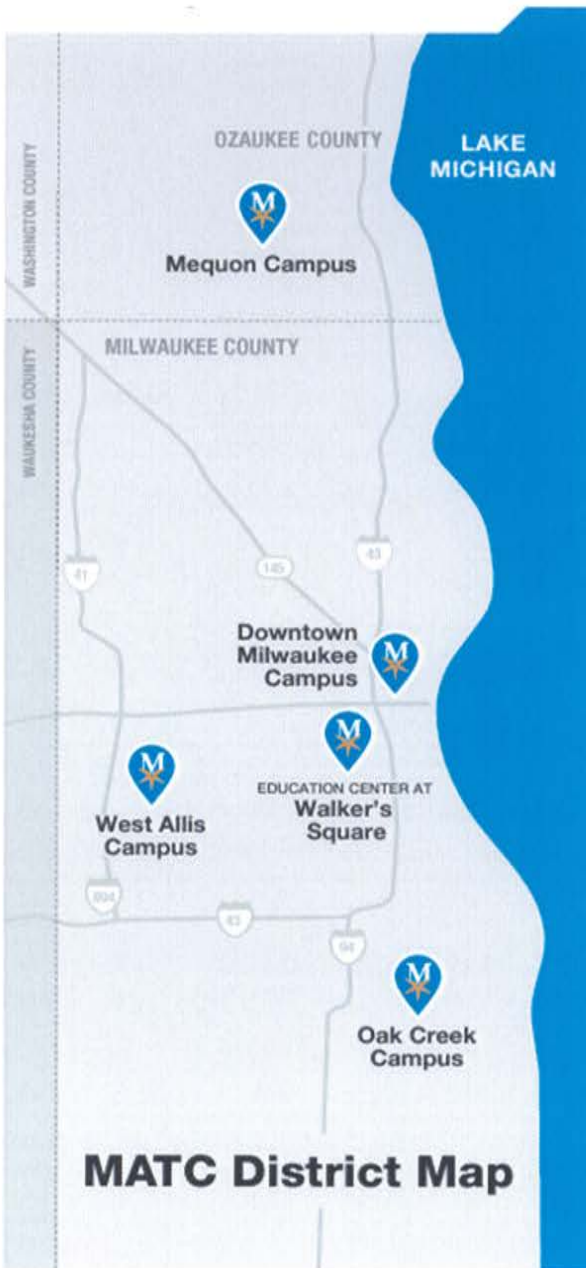 OZAUKEE COUNTY
LAKE
MICHIGAN
WASHINGTON COUNTY
M
Mequon Campus
MILWAUKEE COUNTY
WAUKESHA COUNTY
41
145
43
Downtown
Milwaukee
Campus
M
M
M
EDUCATION CENTER AT
Walker's
Square
West Allis
Campus
894
43
94
M
Oak Creek
Campus
MATC District Map